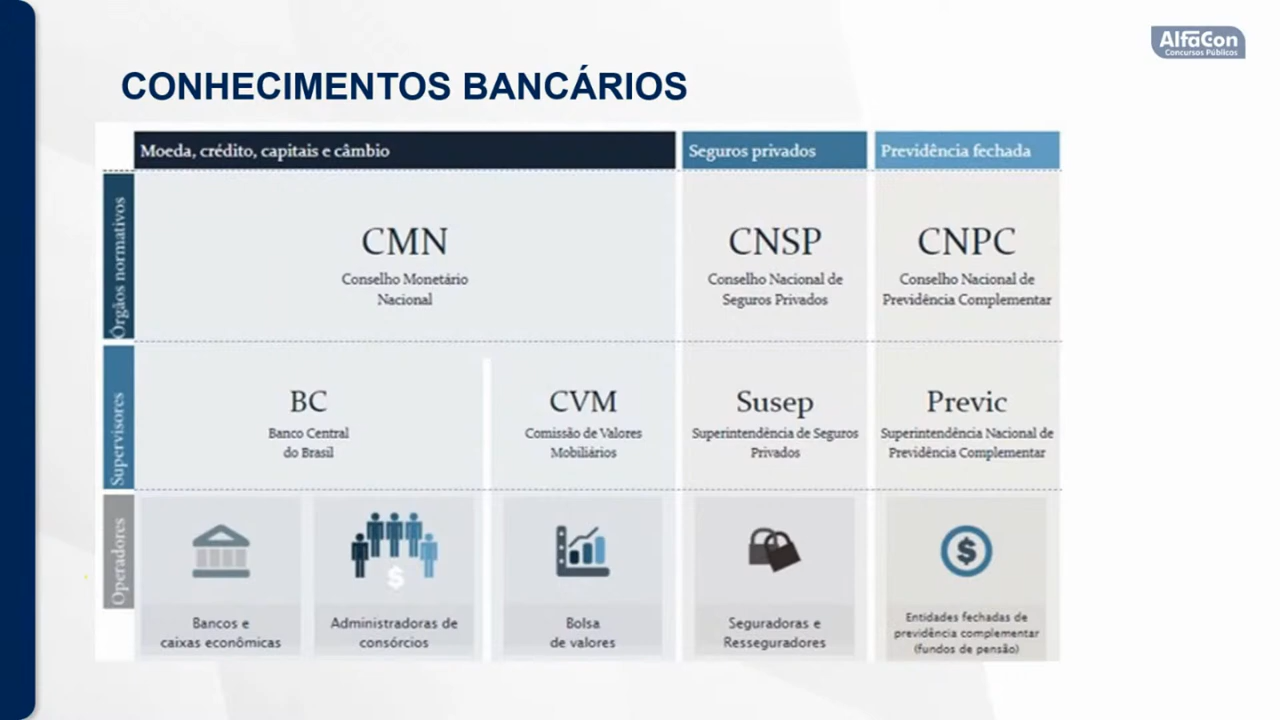 AlfaCon
Concursos Públicos
CONHECIMENTOS BANCÁRIOS
Moeda, crédito, capitais e câmbio
Seguros privados
Previdência fechada
Órgãos normativos
CMN
Conselho Monetário
Nacional
CNSP
Conselho Nacional de
Seguros Privados
CNPC
Conselho Nacional de
Previdência Complementar
Supervisores
BC
Banco Central
do Brasil
CVM
Comissão de Valores
Mobiliários
Susep
Superintendência de Seguros
Privados
Previc
Superintendência Nacional de
Previdência Complementar
Operadores
$
$
Bancos e
caixas econômicas
Administradoras de
consórcios
Bolsa
de valores
Seguradoras e
Resseguradores
Entidades fechadas de
previdência complementar
(fundos de pensão)